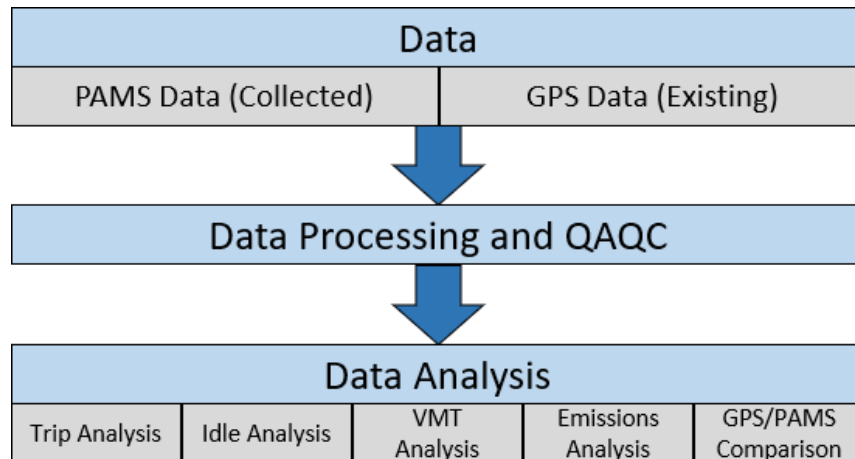 Data
PAMS Data (Collected)
GPS Data (Existing)
Data Processing and QAQC
Data Analysis
Trip Analysis
Idle Analysis
VMT
Analysis
Emissions
Analysis
GPS/PAMS
Comparison